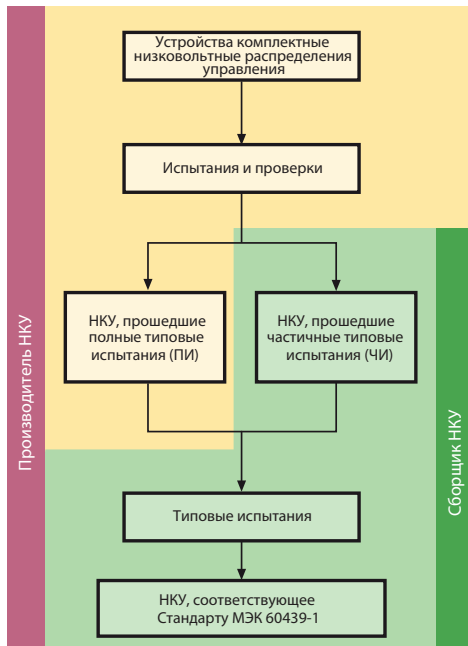 Устройства комплектные
низковольтные распределения
управления
Испытания и проверки
НКУ, прошедшие
полные типовые
испытания (ПИ)
НКУ, прошедшие
частичные типовые
испытания (ЧИ)
Типовые испытания
НКУ, соответствующее
Стандарту МЭК 60439-1
Производитель НКУ
Сборщик НКУ